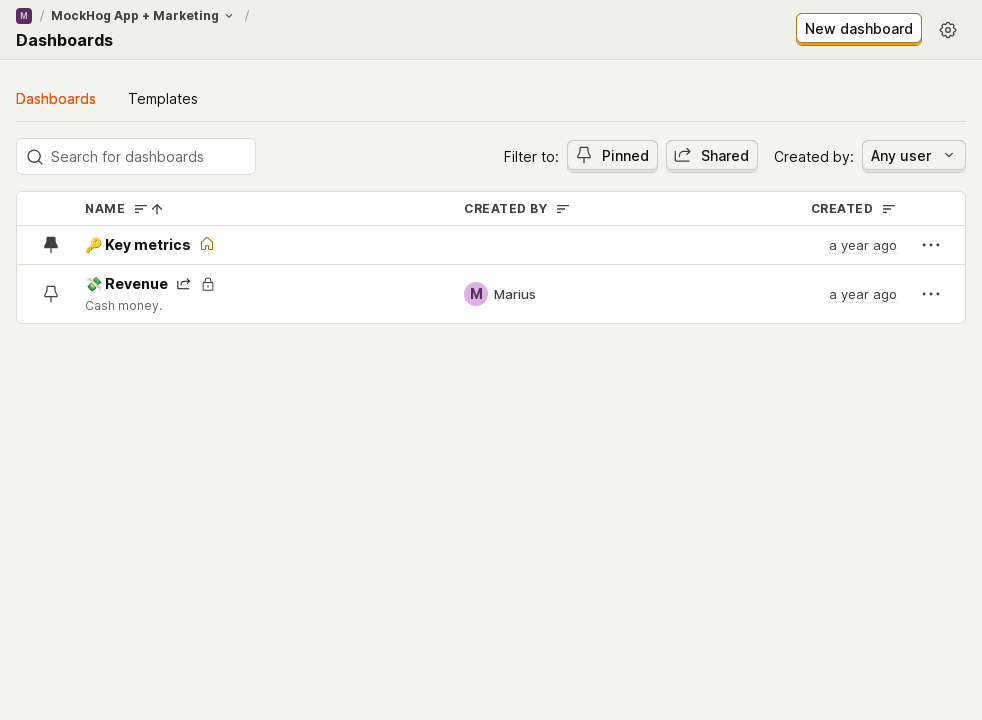 M / MockHog App + Marketing /
Dashboards
New dashboard
Dashboards Templates
Search for dashboards
Filter to: Pinned Shared Created by: Any user
NAME CREATED BY CREATED
🔑 Key metrics a year ago
💸 Revenue
Cash money.
M Marius a year ago